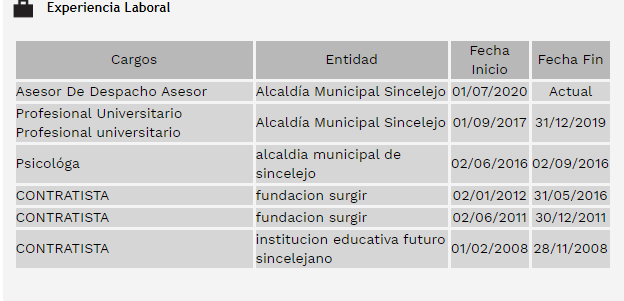 Experiencia Laboral
Cargos Entidad Fecha Inicio Fecha Fin
Asesor De Despacho Asesor Alcaldía Municipal Sincelejo 01/07/2020 Actual
Profesional Universitario
Profesional universitario Alcaldía Municipal Sincelejo 01/09/2017 31/12/2019
Psicológa alcaldia municipal de
sincelejo 02/06/2016 02/09/2016
CONTRATISTA fundacion surgir 02/01/2012 31/05/2016
CONTRATISTA fundacion surgir 02/06/2011 30/12/2011
CONTRATISTA institucion educativa futuro
sincelejano 01/02/2008 28/11/2008